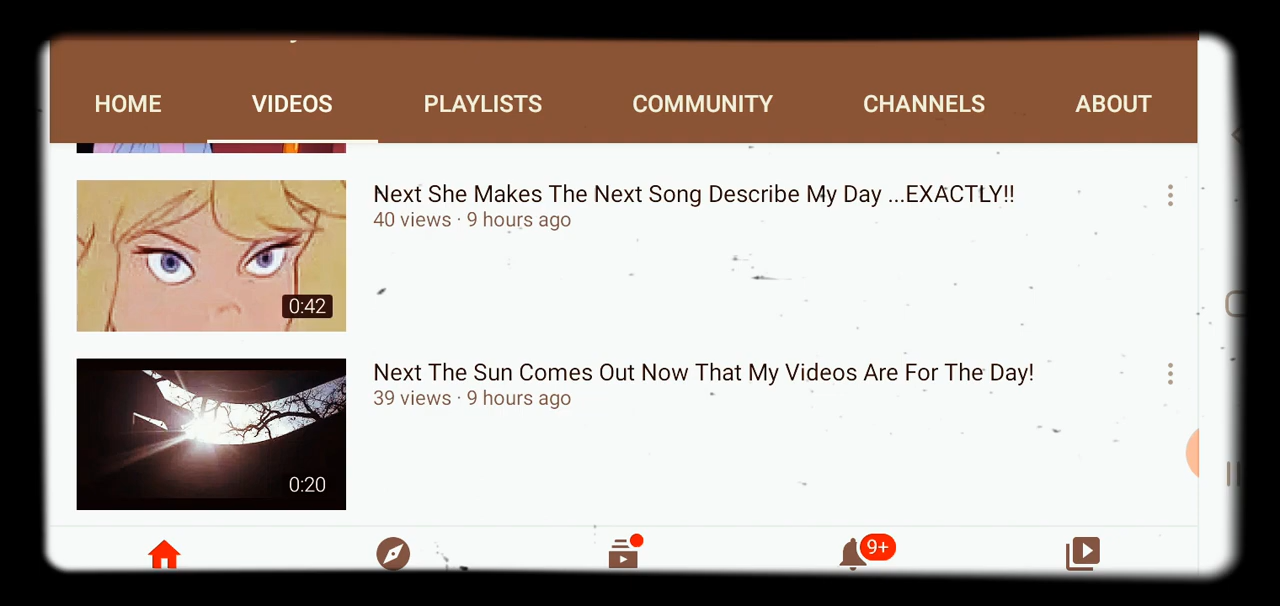 HOME VIDEOS PLAYLISTS COMMUNITY CHANNELS ABOUT
Next She Makes The Next Song Describe My Day ...EXACTLY!!
40 views · 9 hours ago
0:42
Next The Sun Comes Out Now That My Videos Are For The Day!
39 views · 9 hours ago
0:20
9+